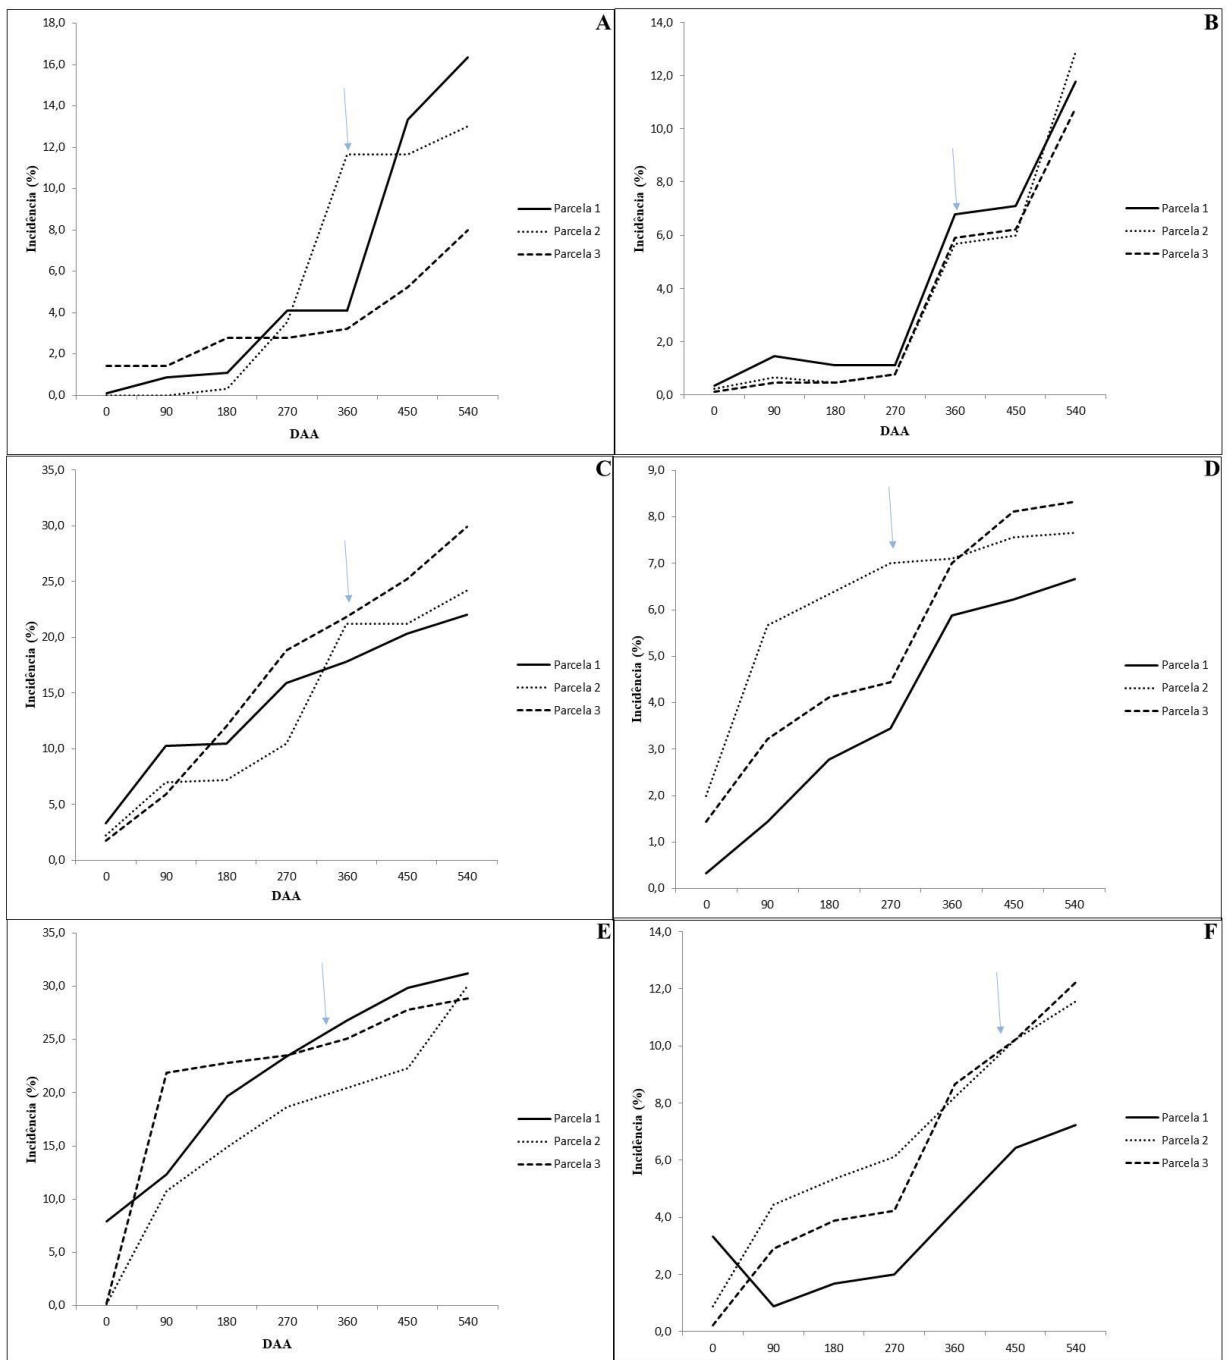 A
18,0
16,0
14,0
12,0
10,0
8,0
6,0
4,0
2,0
0,0
Incidência (%)
0 90 180 270 360 450 540
DAA
Parcela 1
Parcela 2
Parcela 3
B
14,0
12,0
10,0
8,0
6,0
4,0
2,0
0,0
Incidência (%)
0 90 180 270 360 450 540
DAA
Parcela 1
Parcela 2
Parcela 3
C
35,0
30,0
25,0
20,0
15,0
10,0
5,0
0,0
Incidência (%)
0 90 180 270 360 450 540
DAA
Parcela 1
Parcela 2
Parcela 3
D
9,0
8,0
7,0
6,0
5,0
4,0
3,0
2,0
1,0
0,0
Incidência (%)
0 90 180 270 360 450 540
Parcela 1
Parcela 2
Parcela 3
E
35,0
30,0
25,0
20,0
15,0
10,0
5,0
0,0
Incidência (%)
0 90 180 270 360 450 540
DAA
Parcela 1
Parcela 2
Parcela 3
F
14,0
12,0
10,0
8,0
6,0
4,0
2,0
0,0
Incidência (%)
0 90 180 270 360 450 540
Parcela 1
Parcela 2
Parcela 3